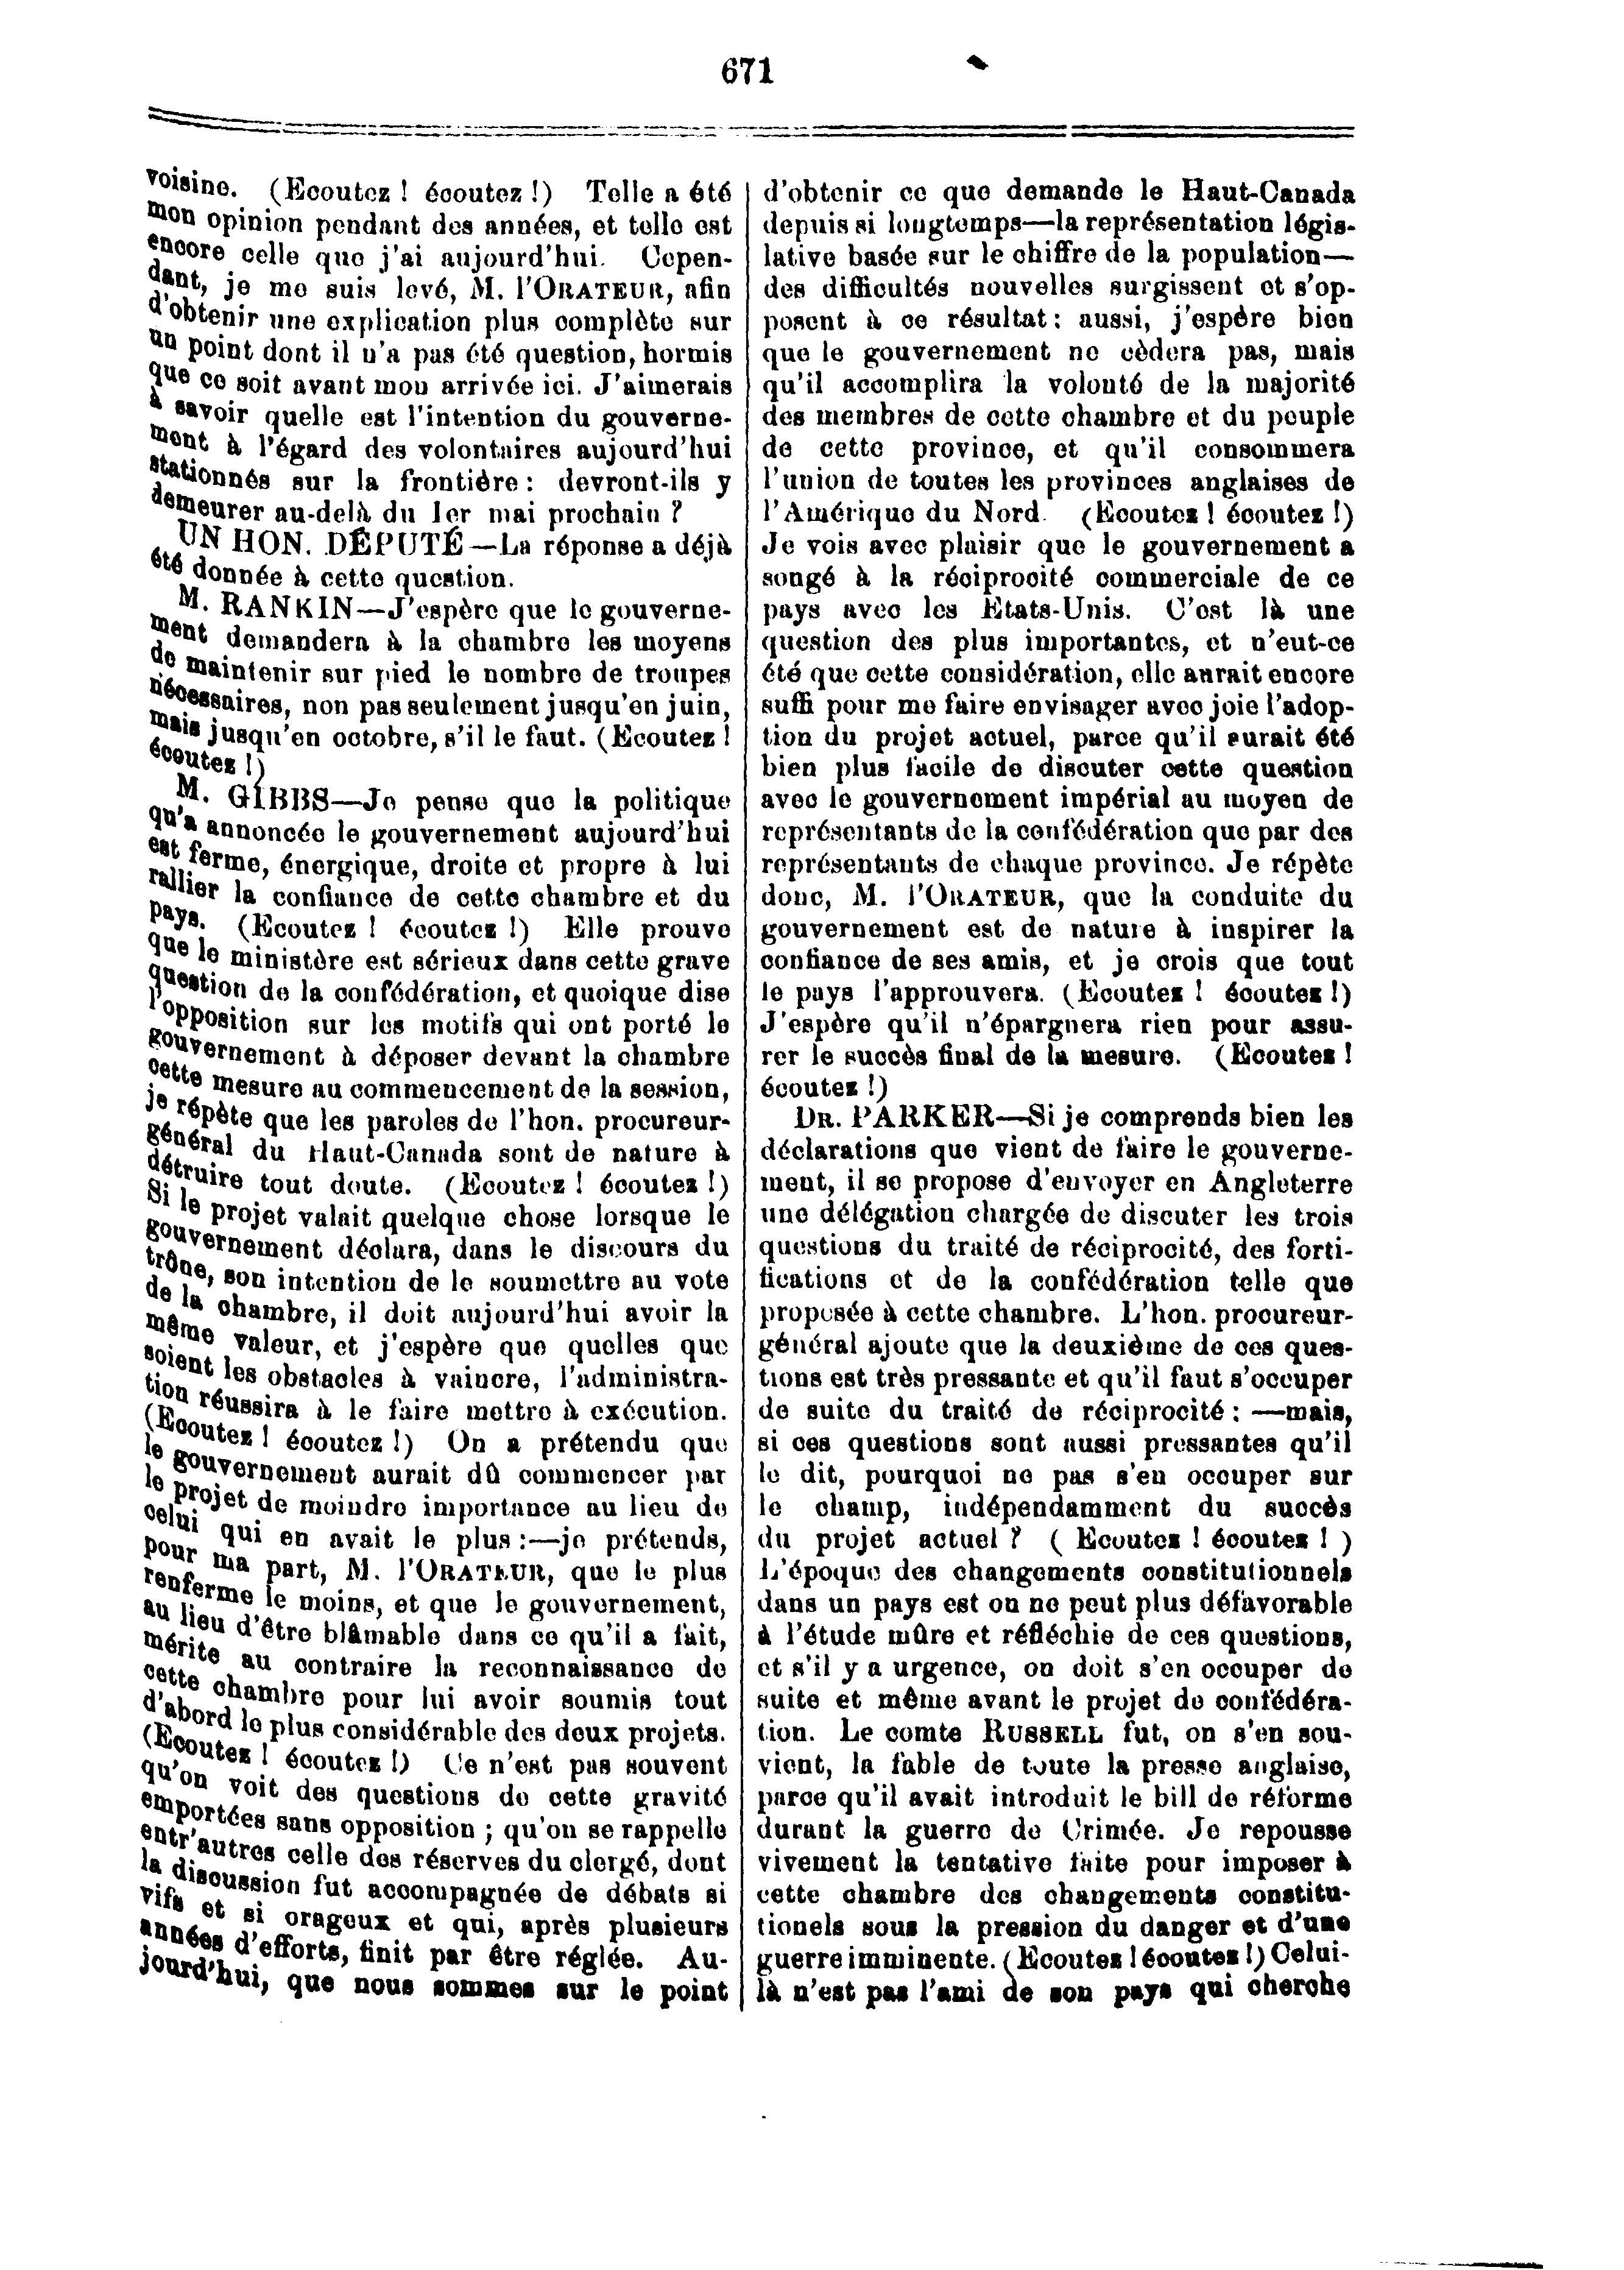 671
voisine. (Ecoutez ! écoutez !) Telle a été
mon opinion pendant des années, et telle est
encore celle que j'ai aujourd'hui. Cepen-
dant, je me suis levé, M. l'ORATEUR, afin
d'obtenir une explication plus complète sur
un point dont il n'a pas été question, hormis
que ce soit avant mon arrivée ici. J'aimerais
à savoir quelle est l'intention du gouverne-
ment à l'égard des volontaires aujourd'hui
stationnés sur la frontière : devront-ils y
demeurer au-delà du 1er mai prochain ?
UN HON. DÉPUTÉ—La réponse a déjà
été donnée à cette question.
M. RANKIN—J'espère que le gouverne-
ment demandera à la chambre les moyens
de maintenir sur pied le nombre de troupes
nécessaires, non pas seulement jusqu'en juin,
mais jusqu'en octobre, s'il le faut. (Ecoutez !
écoutez !)
M. GIBBS—Je pense que la politique
qu'a annoncée le gouvernement aujourd'hui
est ferme, énergique, droite et propre à lui
rallier la confiance de cette chambre et du
pays. (Ecoutez ! écoutez !) Elle prouve
que le ministère est sérieux dans cette grave
question de la confédération, et quoique dise
l'opposition sur les motifs qui ont porté le
gouvernement à déposer devant la chambre
cette mesure au commencement de la session,
je répète que les paroles de l'hon. procureur-
général du Haut-Canada sont de nature à
détruire tout doute. (Ecoutez ! écoutez !)
Si le projet valait quelque chose lorsque le
gouvernement déclara, dans le discours du
trône, son intention de le soumettre au vote
de la chambre, il doit aujourd'hui avoir la
même valeur, et j'espère que quelles que
soient les obstacles à vaincre, l'administra-
tion réussira à le faire mettre à exécution.
(Ecoutez ! écoutez !) On a prétendu que
le gouvernement aurait dû commencer par
le projet de moindre importance au lieu de
celui qui en avait le plus :—je prétends,
pour ma part, M. l'ORATEUR, que le plus
renferme le moins, et que le gouvernement,
au lieu d'être blâmable dans ce qu'il a fait,
mérite au contraire la reconnaissance de
cette chambre pour lui avoir soumis tout
d'abord le plus considérable des deux projets.
(Ecoutez ! écoutez !) Ce n'est pas souvent
qu'on voit des questions de cette gravité
emportées sans opposition ; qu'on se rappelle
entr'autres celle des réserves du clergé, dont
la discussion fut accompagnée de débats si
vifs et si orageux et qui, après plusieurs
années d'efforts, finit par être réglée. Au-
jourd'hui, que nous sommes sur le point
d'obtenir ce que demande le Haut-Canada
depuis si longtemps—la représentation légis-
lative basée sur le chiffre de la population—
des difficultés nouvelles surgissent et s'op-
posent à ce résultat : aussi, j'espère bien
que le gouvernement ne cèdera pas, mais
qu'il accomplira la volonté de la majorité
des membres de cette chambre et du peuple
de cette province, et qu'il consommera
l'union de toutes les provinces anglaises de
l'Amérique du Nord. (Ecoutez ! écoutez !)
Je vois avec plaisir que le gouvernement a
songé à la réciprocité commerciale de ce
pays avec les Etats-Unis. C'est là une
question des plus importantes, et n'eut-ce
été que cette considération, elle aurait encore
suffi pour me faire envisager avec joie l'adop-
tion du projet actuel, parce qu'il aurait été
bien plus facile de discuter cette question
avec le gouvernement impérial au moyen de
représentants de la confédération que par des
représentants de chaque province. Je répète
donc, M. l'ORATEUR, que la conduite du
gouvernement est de nature à inspirer la
confiance de ses amis, et je crois que tout
le pays l'approuvera. (Ecoutez ! écoutez !)
J'espère qu'il n'épargnera rien pour assu-
rer le succès final de la mesure. (Ecoutez !
écoutez !)
DR. PARKER—Si je comprends bien les
déclarations que vient de faire le gouverne-
ment, il se propose d'envoyer en Angleterre
une délégation chargée de discuter les trois
questions du traité de réciprocité, des forti-
fications et de la confédération telle que
proposée à cette chambre. L'hon. procureur-
général ajoute que la deuxième de ces ques-
tions est très pressante et qu'il faut s'occuper
de suite du traité de réciprocité : —mais,
si ces questions sont aussi pressantes qu'il
le dit, pourquoi ne pas s'en occuper sur
le champ, indépendamment du succès
du projet actuel ? ( Ecoutez ! écoutez ! )
L'époque des changements constitutionnels
dans un pays est on ne peut plus défavorable
à l'étude mûre et réfléchie de ces questions,
et s'il y a urgence, on doit s'en occuper de
suite et même avant le projet de confédéra-
tion. Le comte RUSSELL fut, on s'en sou-
vient, la fable de toute la presse anglaise,
parce qu'il avait introduit le bill de réforme
durant la guerre de Crimée. Je repousse
vivement la tentative faite pour imposer à
cette chambre des changements constitu-
tionels sous la pression du danger et d'une
guerre imminente. (Ecoutez ! écoutez !) Celui-
là n'est pas l'ami de son pays qui cherche